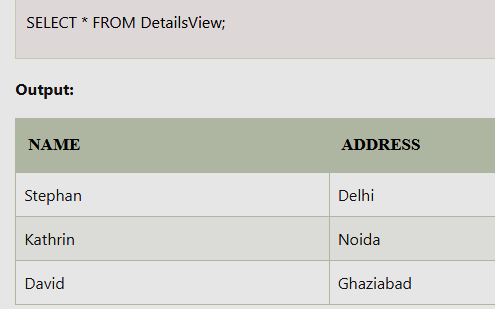 SELECT * FROM DetailsView;
Output:
NAME ADDRESS
Stephan Delhi
Kathrin Noida
David Ghaziabad